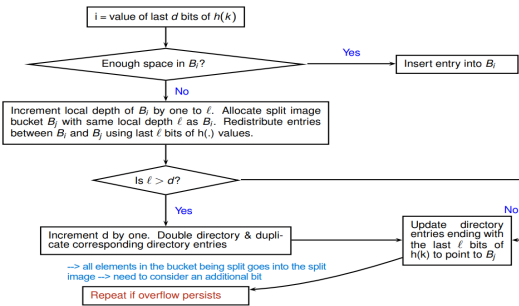 i = value of last d bits of h(k)
Enough space in Bi?
Yes
Insert entry into Bi
No
Increment local depth of Bi by one to ℓ. Allocate split image
bucket Bj with same local depth ℓ as Bi. Redistribute entries
between Bi and Bj using last ℓ bits of h(.) values.
Is ℓ > d?
No
Yes
Increment d by one. Double directory & dupli-
cate corresponding directory entries
Update directory
entries ending with
the last ℓ bits of
h(k) to point to Bj
--> all elements in the bucket being split goes into the split
image --> need to consider an additional bit
Repeat if overflow persists